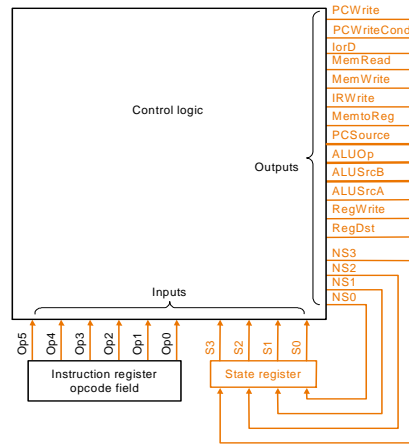 PCWrite
PCWriteCond
IorD
MemRead
MemWrite
IRWrite
MemtoReg
PCSource
ALUOp
ALUSrcB
ALUSrcA
RegWrite
RegDst
NS3
NS2
NS1
NS0
Control logic
Outputs
Inputs
Op5
Op4
Op3
Op2
Op1
Op0
S3
S2
S1
S0
Instruction register
opcode field
State register